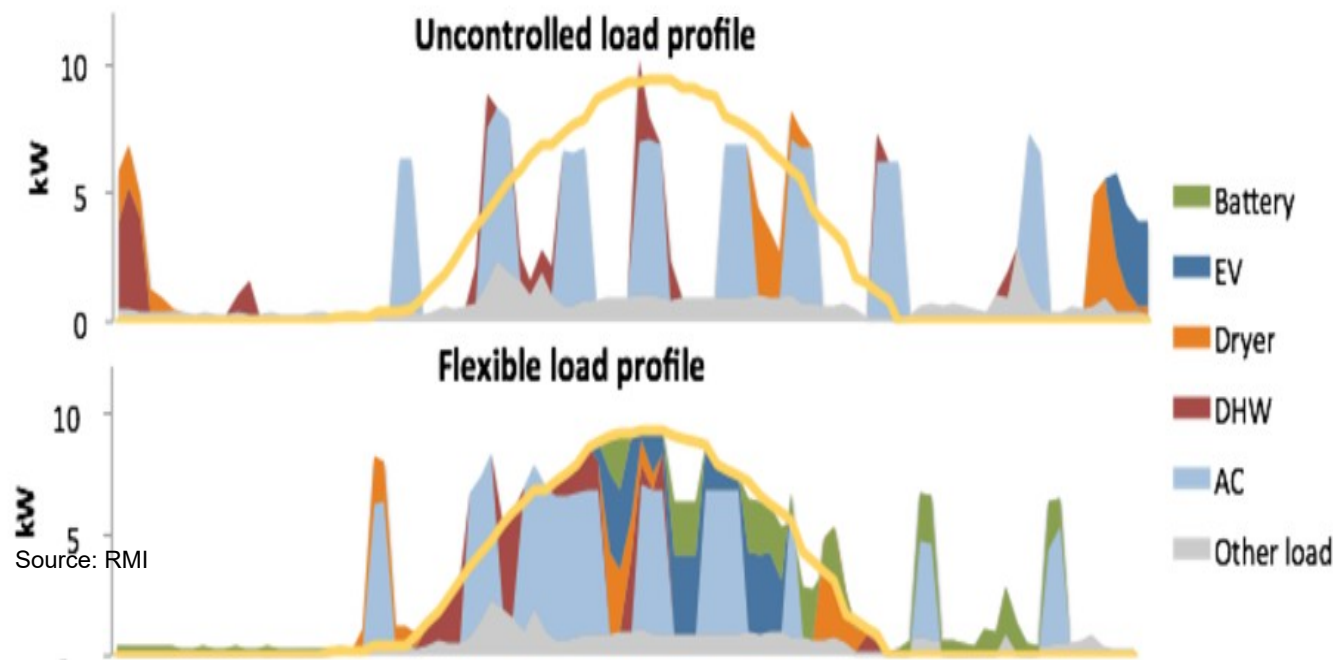 Uncontrolled load profile
10
kW
5
0
Battery
EV
Dryer
DHW
AC
Other load
Flexible load profile
10
kW
5
Source: RMI